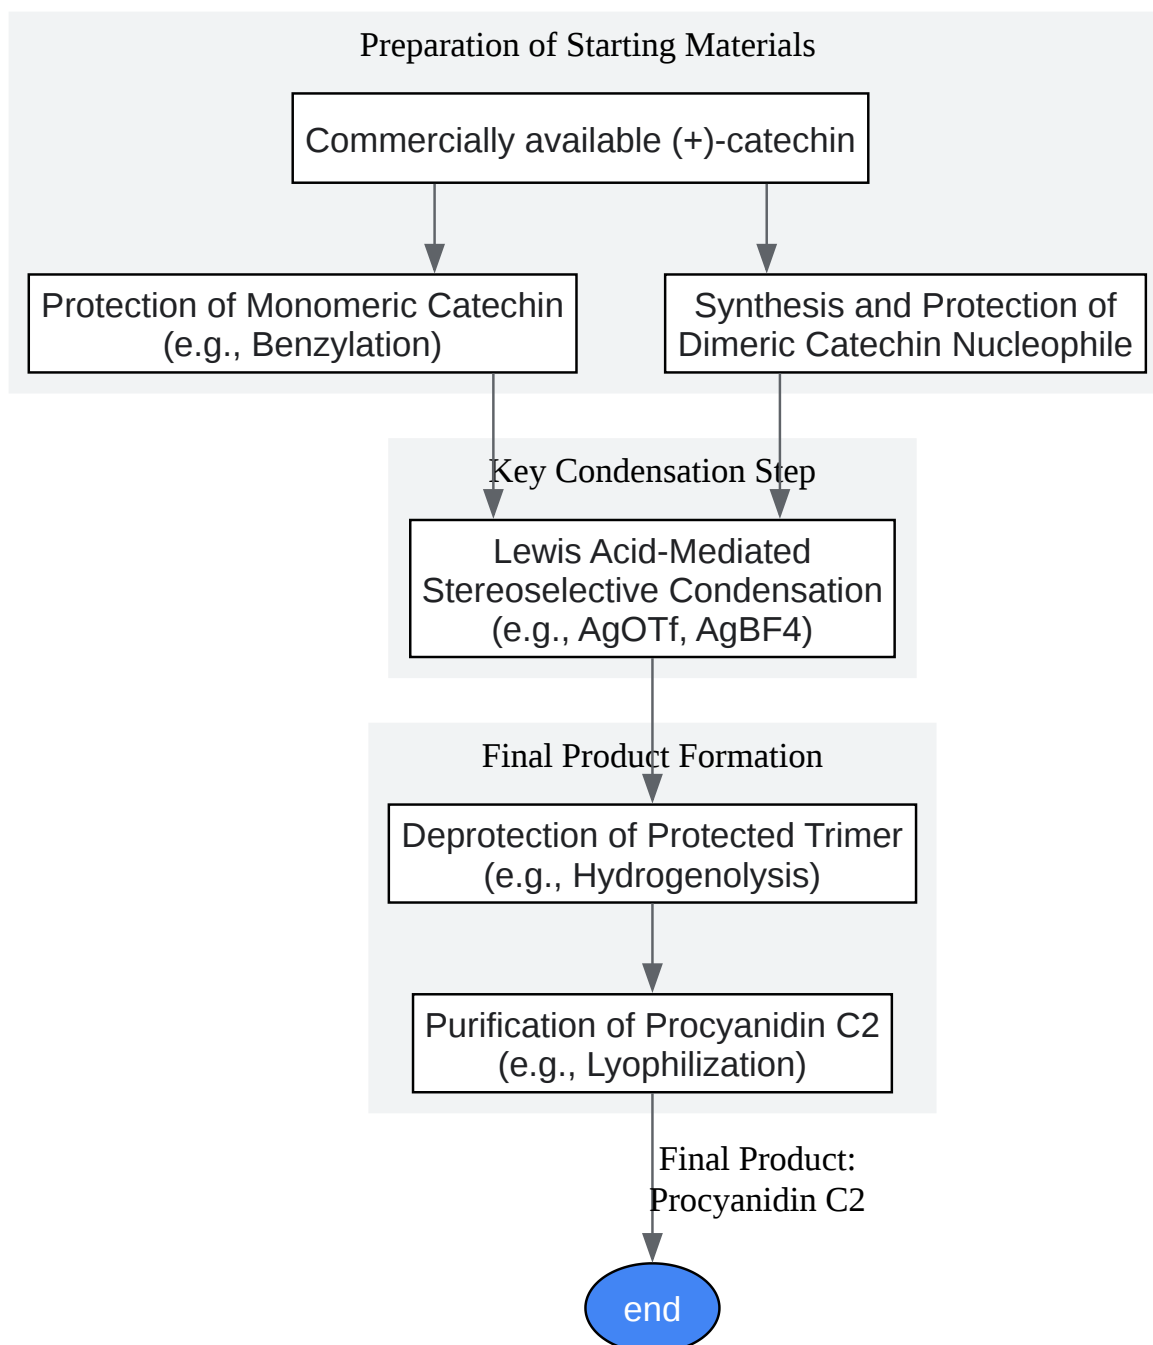 Preparation of Starting Materials
Commercially available (+)-catechin
Protection of Monomeric Catechin
(e.g., Benzylation)
Synthesis and Protection of
Dimeric Catechin Nucleophile
Key Condensation Step
Lewis Acid-Mediated
Stereoselective Condensation
(e.g., AgOTf, AgBF4)
Final Product Formation
Deprotection of Protected Trimer
(e.g., Hydrogenolysis)
Purification of Procyanidin C2
(e.g., Lyophilization)
Final Product:
Procyanidin C2
end